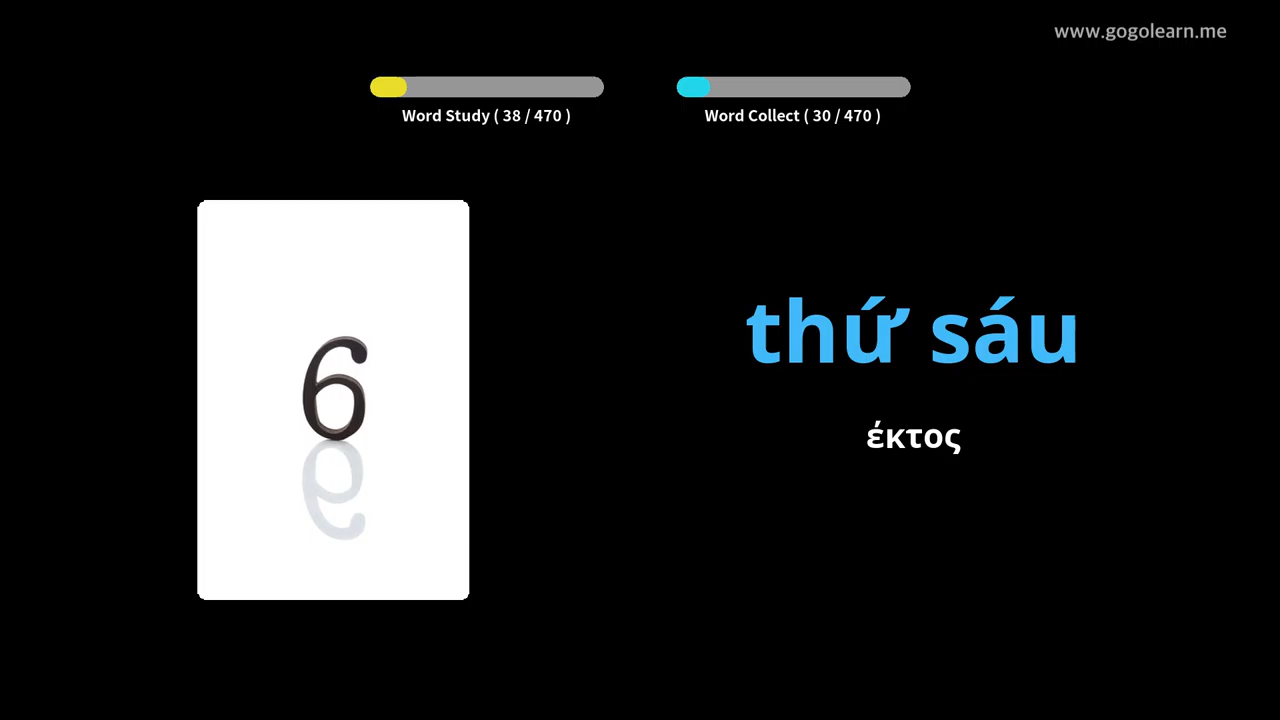 www.gogolearn.me
Word Study ( 38 / 470 )
Word Collect ( 30 / 470 )
6
thứ sáu
έκτος